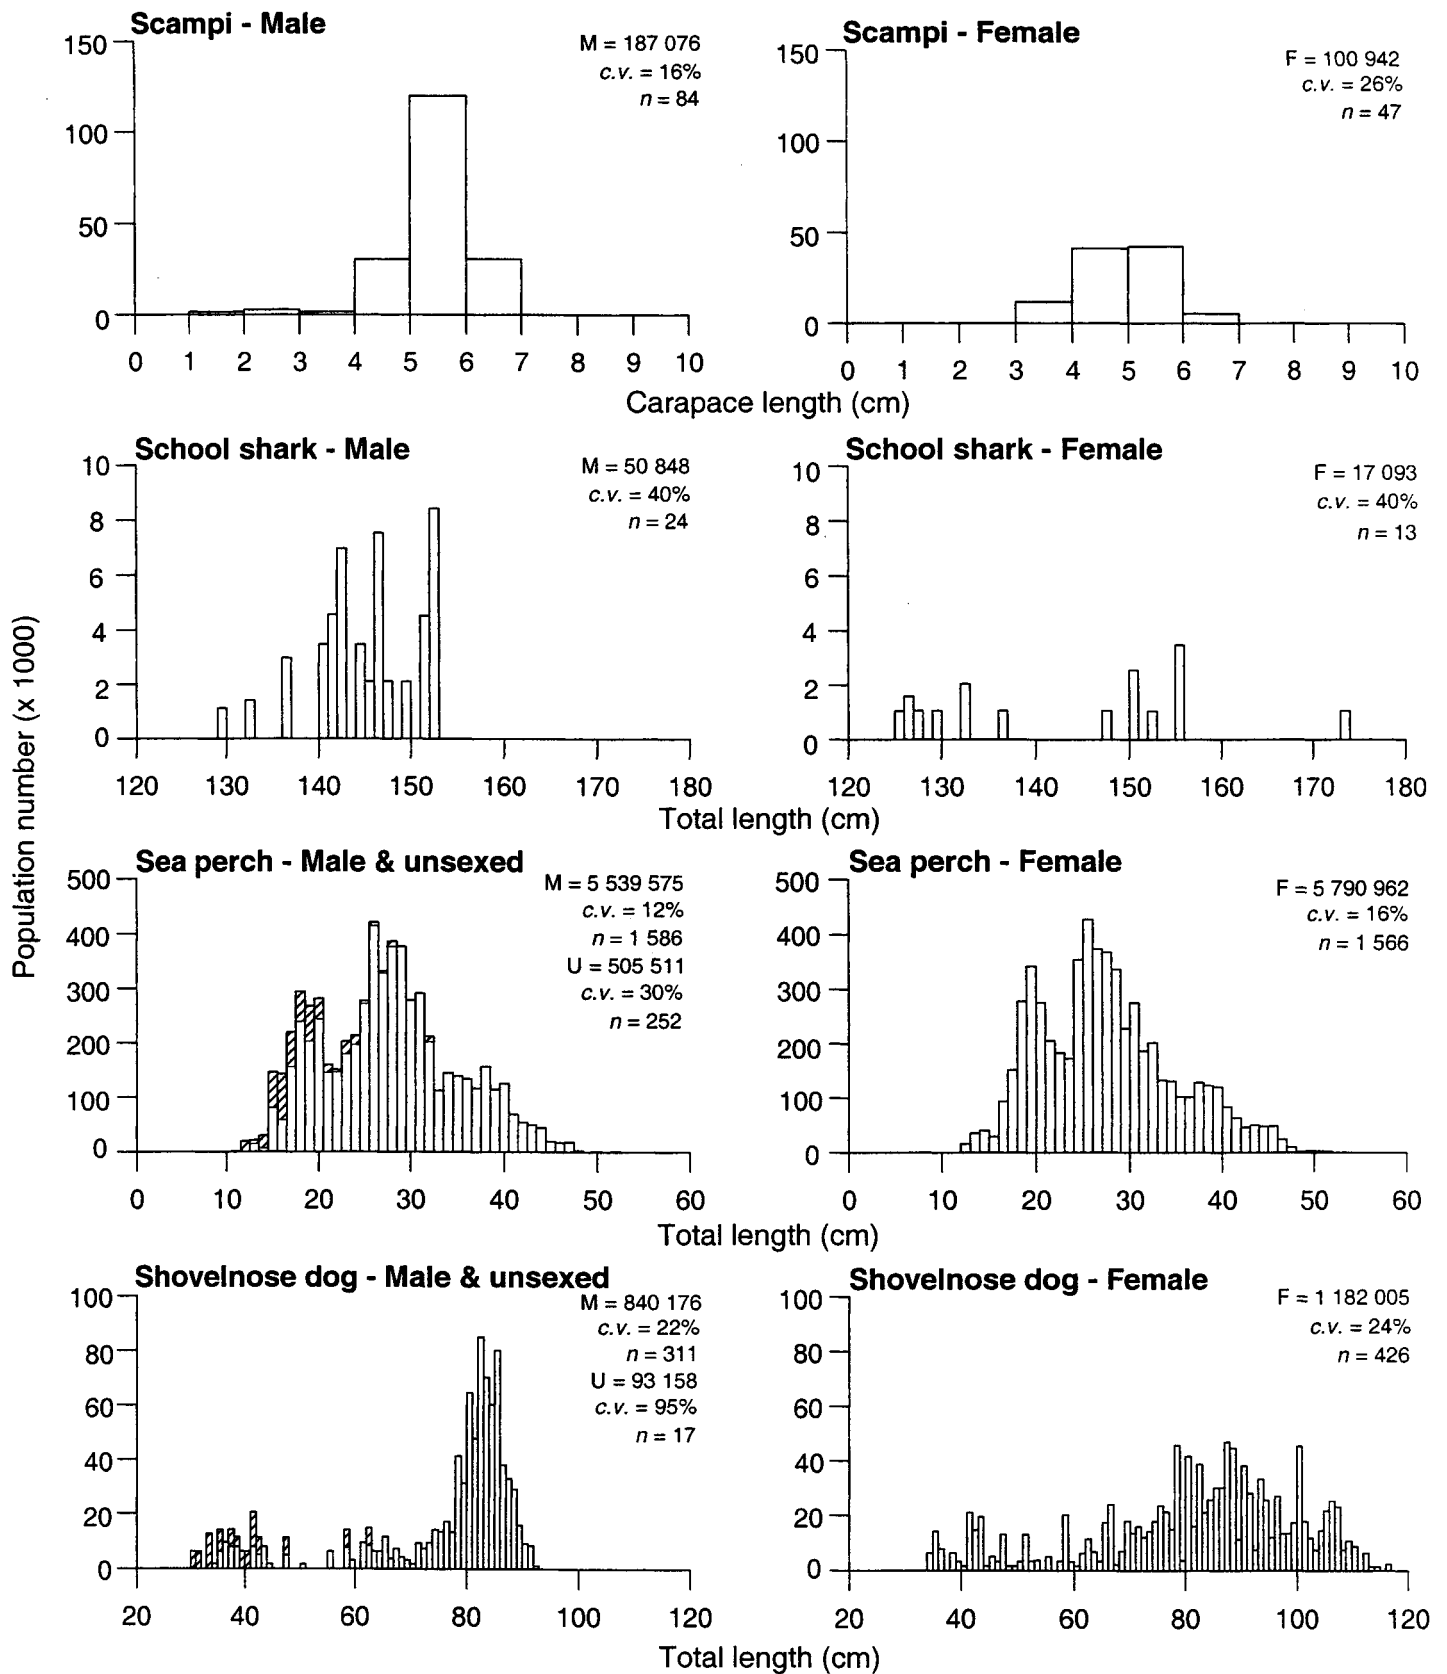 Scampi - Male
M = 187 076
c.v. = 16%
n = 84
150
100
50
0
0 1 2 3 4 5 6 7 8 9 10
Scampi - Female
F = 100 942
c.v. = 26%
n = 47
150
100
50
0
0 1 2 3 4 5 6 7 8 9 10
Carapace length (cm)
School shark - Male
M = 50 848
c.v. = 40%
n = 24
10
8
6
4
2
0
120 130 140 150 160 170 180
School shark - Female
F = 17 093
c.v. = 40%
n = 13
10
8
6
4
2
0
120 130 140 150 160 170 180
Total length (cm)
Population number (x 1000)
Sea perch - Male & unsexed
M = 5 539 575
c.v. = 12%
n = 1 586
U = 505 511
c.v. = 30%
n = 252
500
400
300
200
100
0
0 10 20 30 40 50 60
Sea perch - Female
F = 5 790 962
c.v. = 16%
n = 1 566
500
400
300
200
100
0
0 10 20 30 40 50 60
Total length (cm)
Shovelnose dog - Male & unsexed
M = 840 176
c.v. = 22%
n = 311
U = 93 158
c.v. = 95%
n = 17
100
80
60
40
20
0
20 40 60 80 100 120
Shovelnose dog - Female
F = 1 182 005
c.v. = 24%
n = 426
100
80
60
40
20
0
20 40 60 80 100 120
Total length (cm)